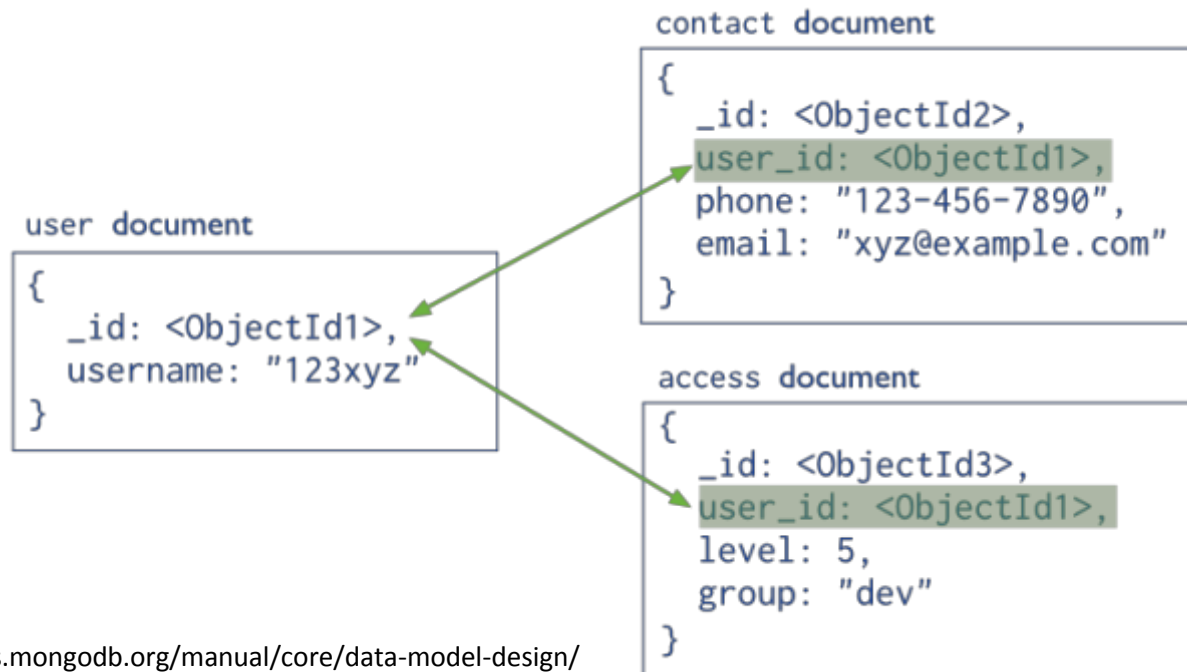 contact document
{
_id: <ObjectId2>,
user_id: <ObjectId1>,
phone: "123-456-7890",
email: "xyz@example.com"
}
user document
{
_id: <ObjectId1>,
username: "123xyz"
}
access document
{
_id: <ObjectId3>,
user_id: <ObjectId1>,
level: 5,
group: "dev"
}
s.mongodb.org/manual/core/data-model-design/